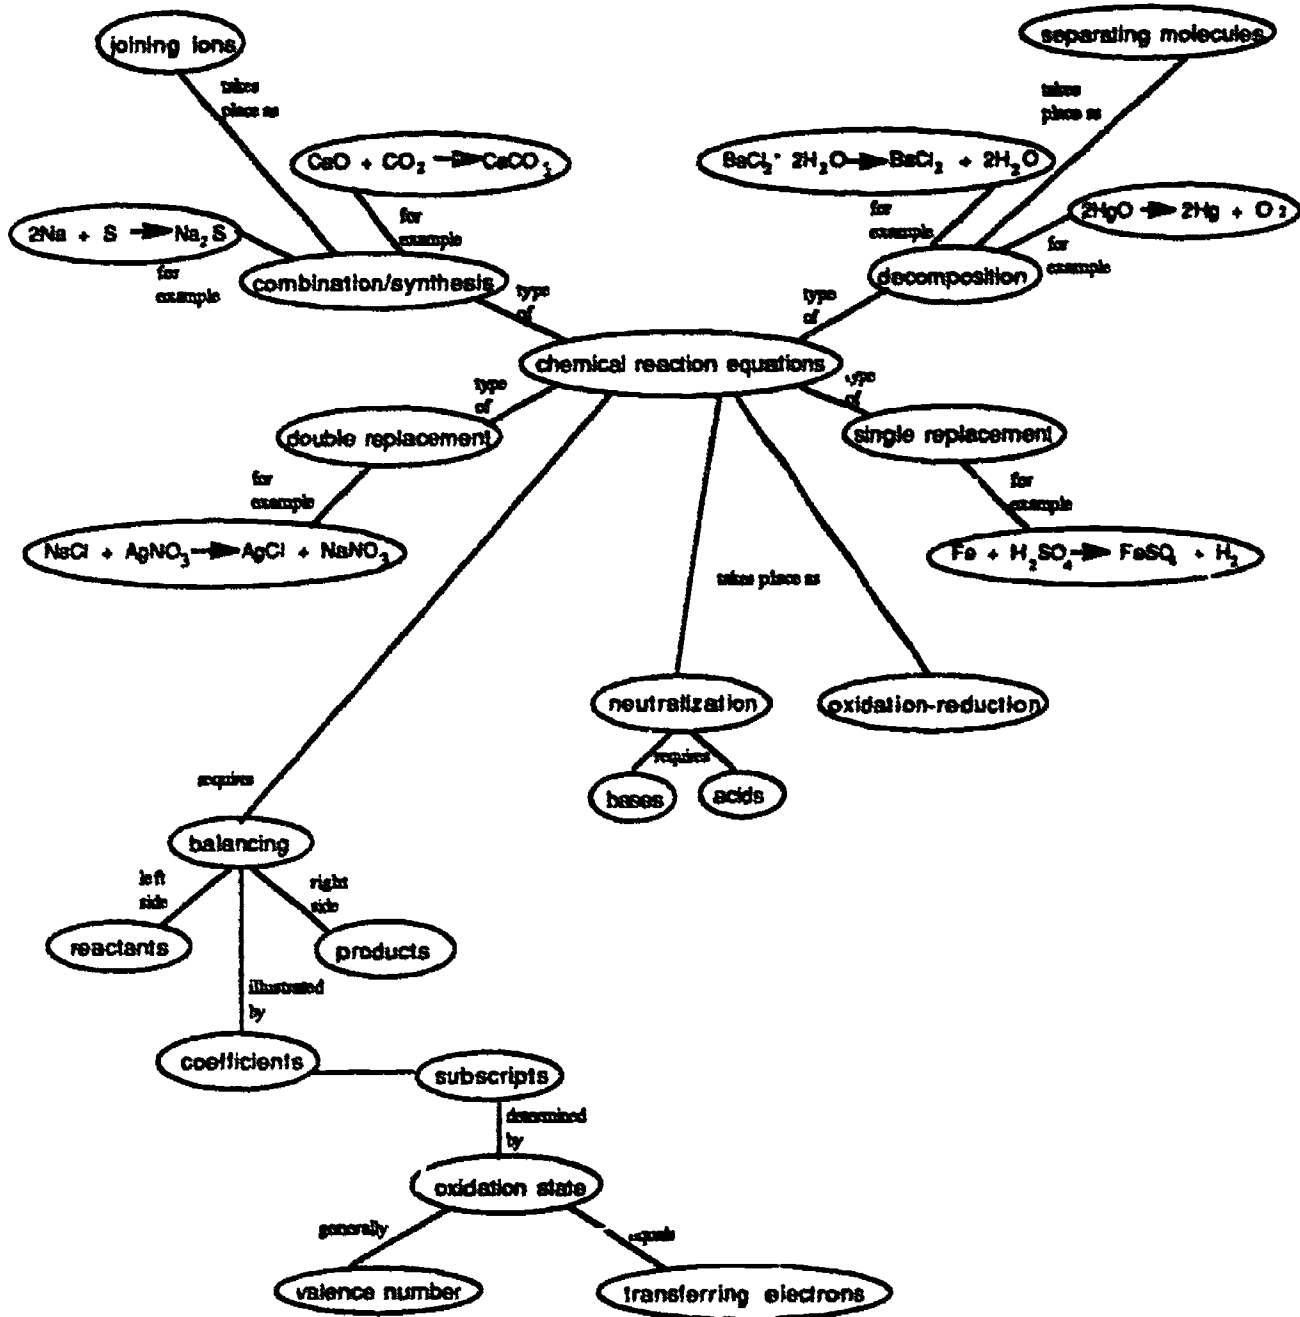 joining ions
separating molecules
takes
place as
takes
place as
CaO + CO₂ → CaCO₃
BaCl₂· 2H₂O → BaCl₂ + 2H₂O
2Na + S → Na₂S
for
example
for
example
2HgO → 2Hg + O₂
for
example
combination/synthesis
decomposition
for
example
type
of
type
of
chemical reaction equations
type
of
type
of
double replacement
single replacement
for
example
for
example
NaCl + AgNO₃ → AgCl + NaNO₃
Fe + H₂SO₄ → FeSO₄ + H₂
takes place as
neutralization
oxidation-reduction
requires
bases
acids
requires
balancing
left
side
right
side
reactants
products
illustrated
by
coefficients
subscripts
determined
by
oxidation state
generally
equals
valence number
transferring electrons